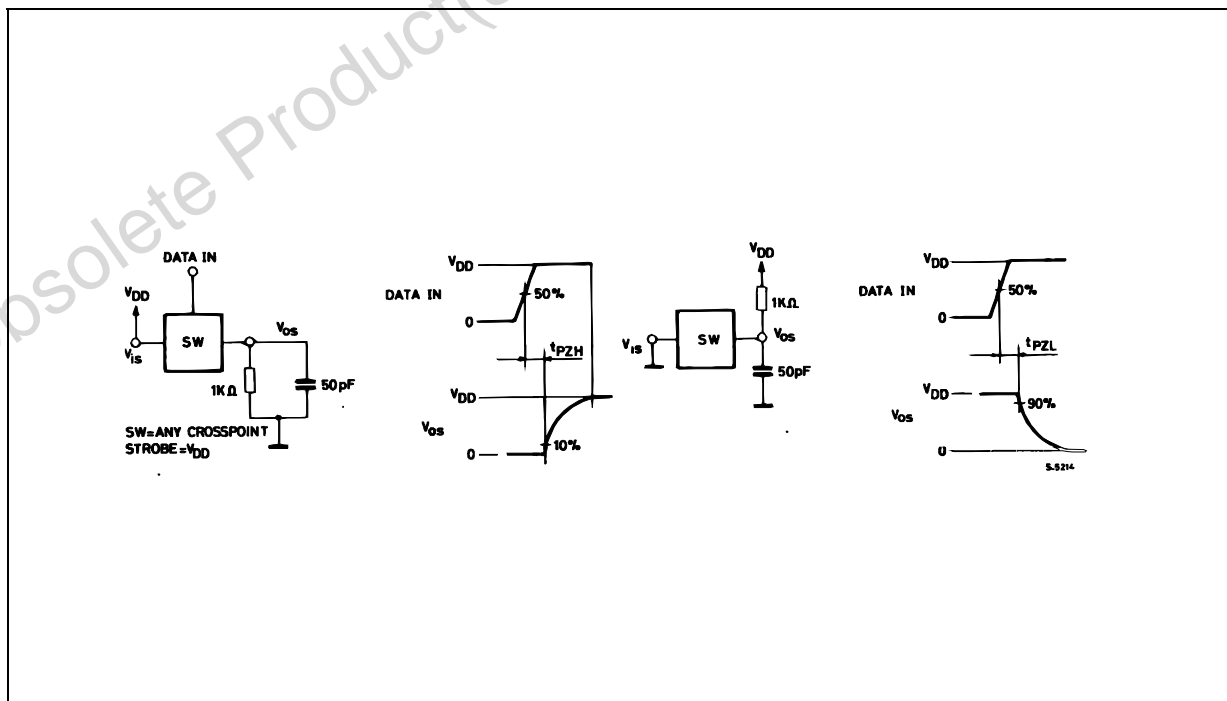 bsolete Product(
DATA IN
VDD
Vis
SW
Vos
1KΩ
50pF
SW=ANY CROSSPOINT
STROBE=VDD
VDD
DATA IN
50%
0
tPZH
VDD
Vos
10%
0
VDD
1KΩ
Vis
SW
Vos
50pF
VDD
DATA IN
50%
0
tPZL
VDD
90%
Vos
0
S-5214